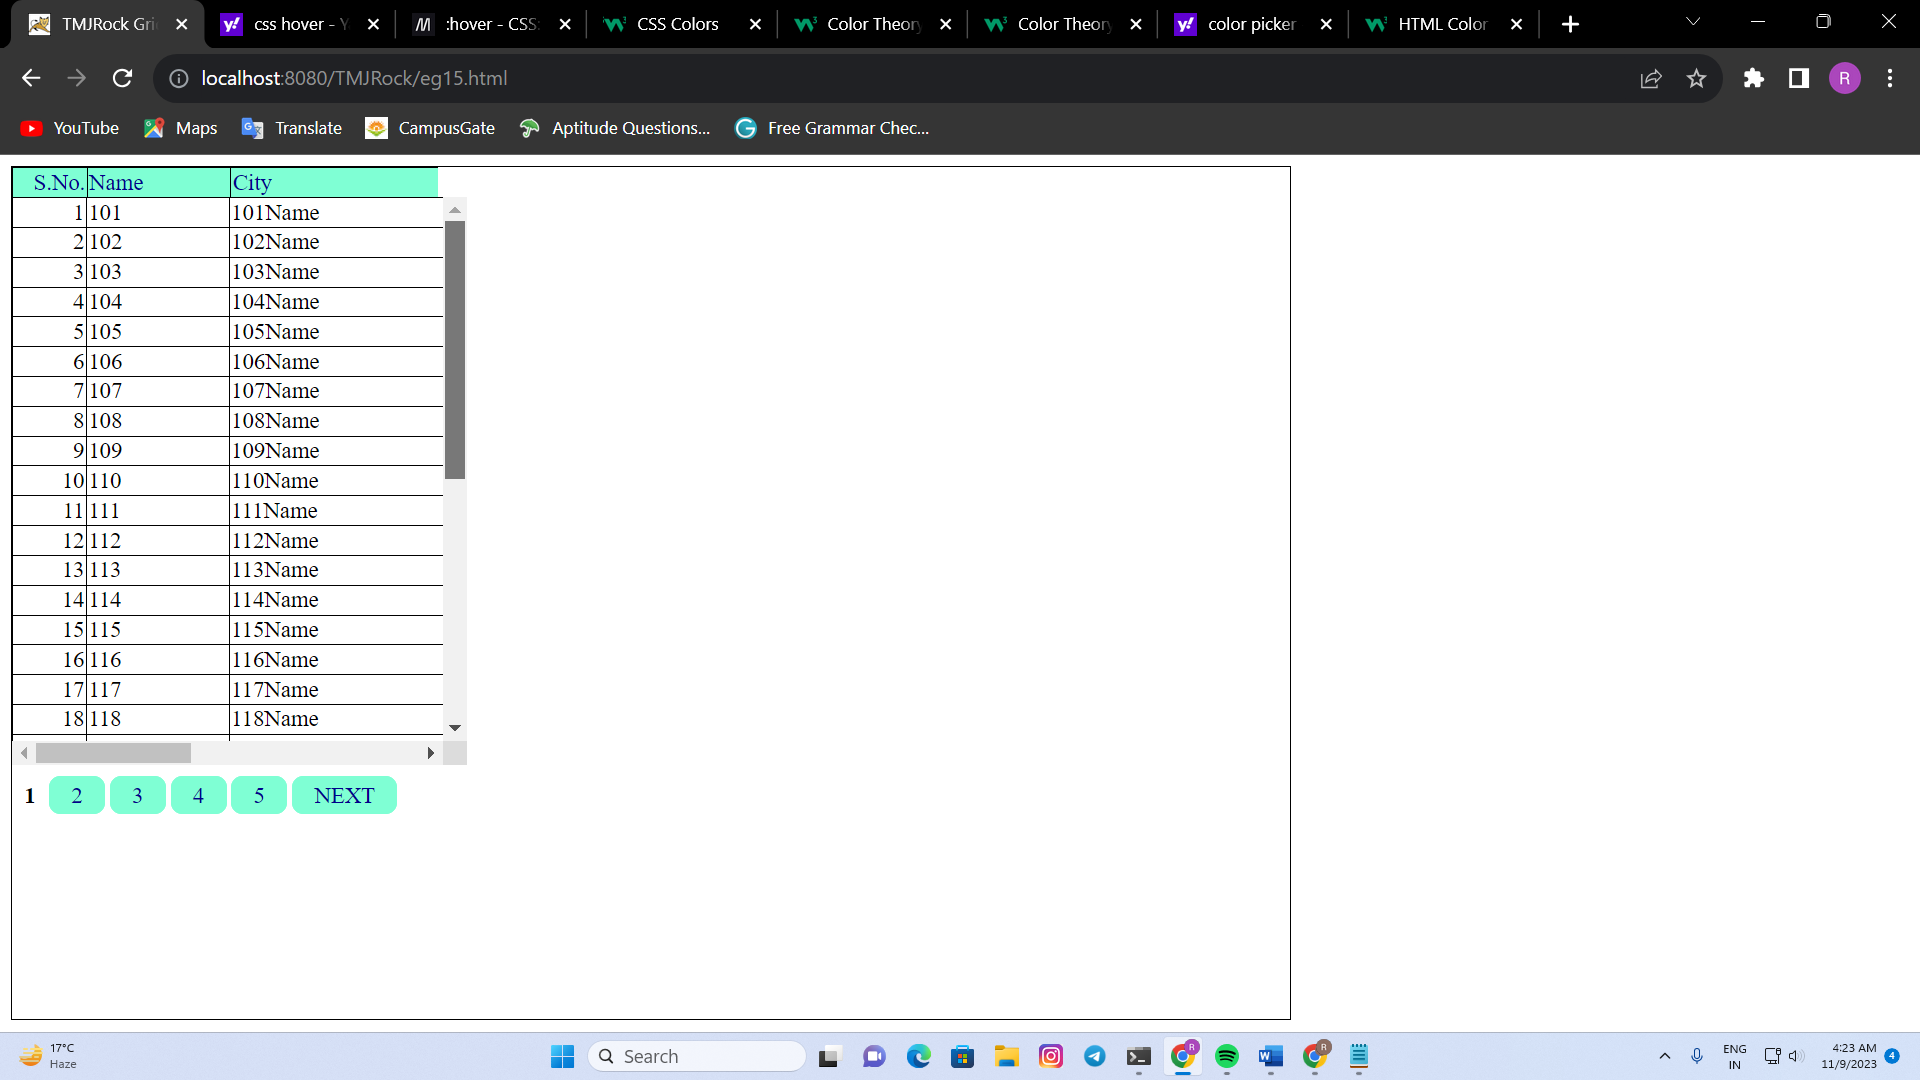 TMJRock Gri
css hover - Y
:hover - CSS:
CSS Colors
Color Theory
Color Theory
color picker
HTML Color
localhost:8080/TMJRock/eg15.html
R
YouTube
Maps
Translate
CampusGate
Aptitude Questions...
Free Grammar Chec...
S.No. Name City
1 101 101Name
2 102 102Name
3 103 103Name
4 104 104Name
5 105 105Name
6 106 106Name
7 107 107Name
8 108 108Name
9 109 109Name
10 110 110Name
11 111 111Name
12 112 112Name
13 113 113Name
14 114 114Name
15 115 115Name
16 116 116Name
17 117 117Name
18 118 118Name
1 2 3 4 5 NEXT
17°C
Haze
Search
ENG
IN
4:23 AM
11/9/2023
4